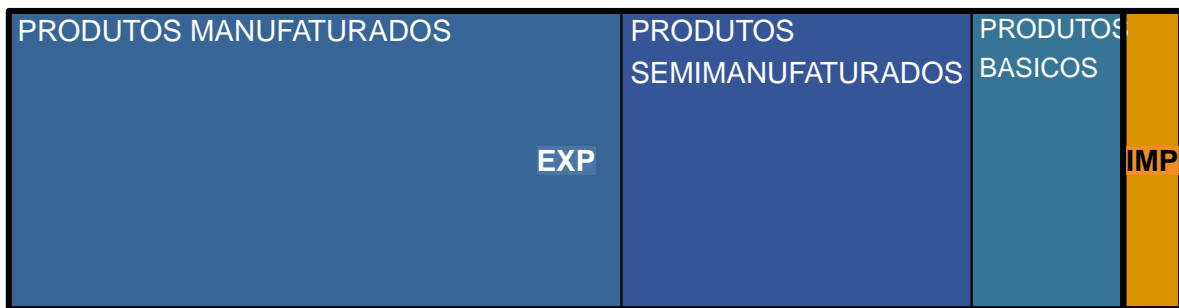 PRODUTOS MANUFATURADOS
EXP
PRODUTOS
SEMIMANUFATURADOS
PRODUTOS
BASICOS
IMP